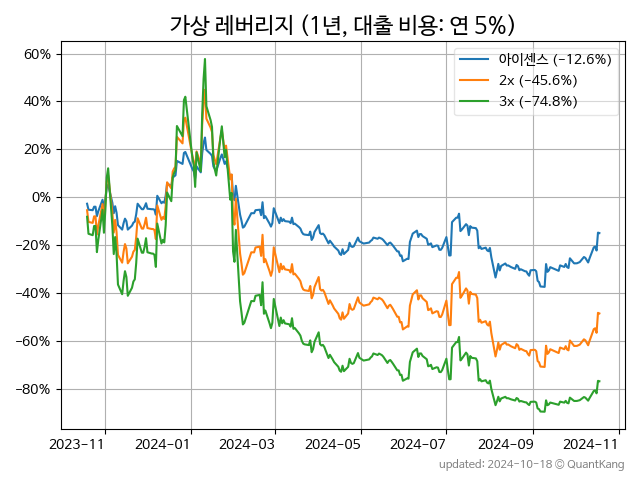 가상 레버리지 (1년, 대출 비용: 연 5%)
아이센스 (-12.6%)
2x (-45.6%)
3x (-74.8%)
60%
40%
20%
0%
−20%
−40%
−60%
−80%
2023-11 2024-01 2024-03 2024-05 2024-07 2024-09 2024-11
updated: 2024-10-18 © QuantKang